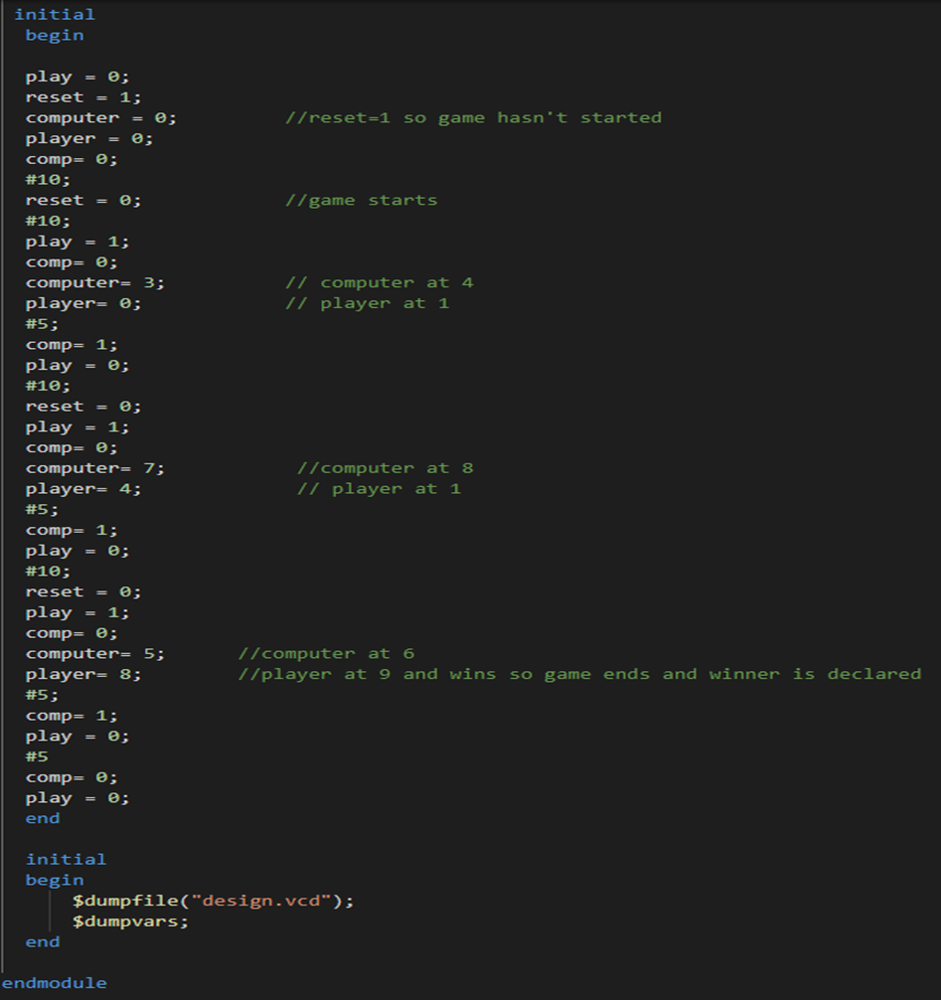 initial
begin
play = 0;
reset = 1;
computer = 0; //reset=1 so game hasn't started
player = 0;
comp= 0;
#10;
reset = 0; //game starts
#10;
play = 1;
comp= 0;
computer= 3; // computer at 4
player= 0; // player at 1
#5;
comp= 1;
play = 0;
#10;
reset = 0;
play = 1;
comp= 0;
computer= 7; //computer at 8
player= 4; // player at 1
#5;
comp= 1;
play = 0;
#10;
reset = 0;
play = 1;
comp= 0;
computer= 5; //computer at 6
player= 8; //player at 9 and wins so game ends and winner is declared
#5;
comp= 1;
play = 0;
#5
comp= 0;
play = 0;
end
initial
begin
$dumpfile("design.vcd");
$dumpvars;
end
endmodule